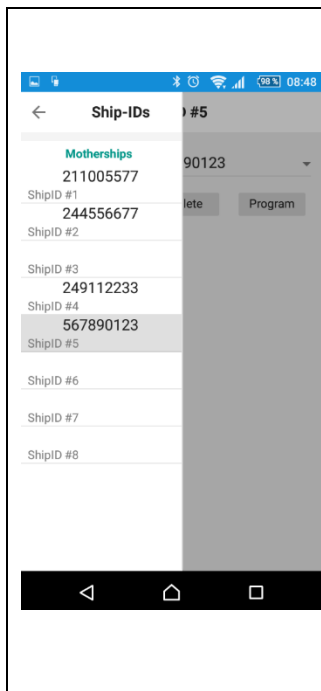 98% 08:48
Ship-IDs
#5
Motherships
211005577
ShipID #1
244556677
ShipID #2
ShipID #3
249112233
ShipID #4
567890123
ShipID #5
ShipID #6
ShipID #7
ShipID #8
90123
lete Program